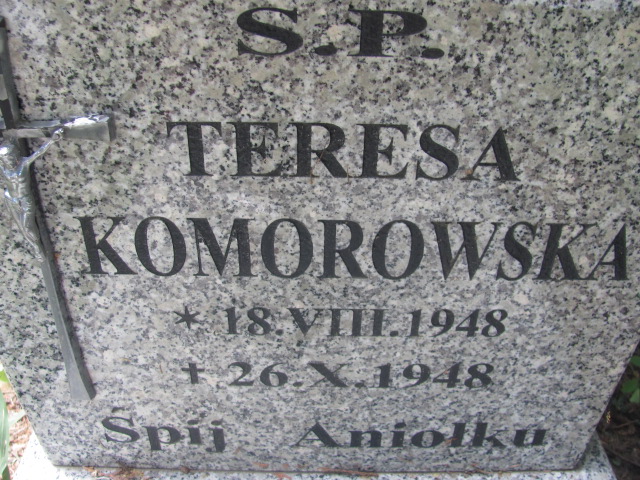 Ś.P.
TERESA
KOMOROWSKA
* 18.VIII.1948
+ 26.X.1948
Śpij Aniołku